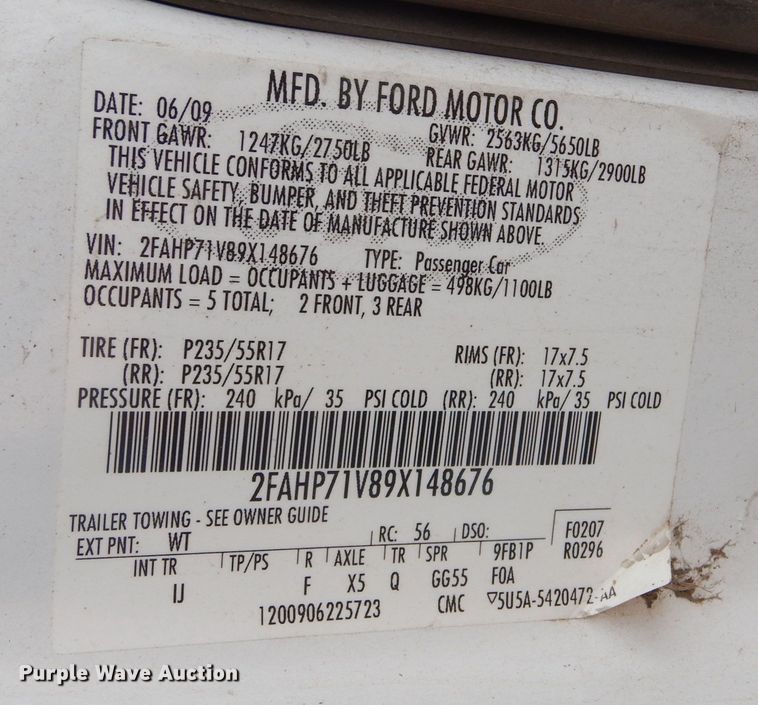 MFD. BY FORD MOTOR CO.
DATE: 06/09 GVWR: 2563KG/5650LB
FRONT GAWR: 1247KG/2750LB REAR GAWR: 1315KG/2900LB
THIS VEHICLE CONFORMS TO ALL APPLICABLE FEDERAL MOTOR
VEHICLE SAFETY, BUMPER, AND THEFT PREVENTION STANDARDS
IN EFFECT ON THE DATE OF MANUFACTURE SHOWN ABOVE.
VIN: 2FAHP71V89X148676 TYPE: Passenger Car
MAXIMUM LOAD = OCCUPANTS + LUGGAGE = 498KG/1100LB
OCCUPANTS = 5 TOTAL; 2 FRONT, 3 REAR
TIRE (FR): P235/55R17 RIMS (FR): 17x7.5
(RR): P235/55R17 (RR): 17x7.5
PRESSURE (FR): 240 kPa/ 35 PSI COLD (RR): 240 kPa/ 35 PSI COLD
2FAHP71V89X148676
TRAILER TOWING - SEE OWNER GUIDE
EXT PNT: WT RC: 56 DSO: F0207
INT TR TP/PS R AXLE TR SPR 9FB1P R0296
IJ F X5 Q GG55 F0A
1200906225723 CMC ▽5U5A-5420472-AA
Purple Wave Auction